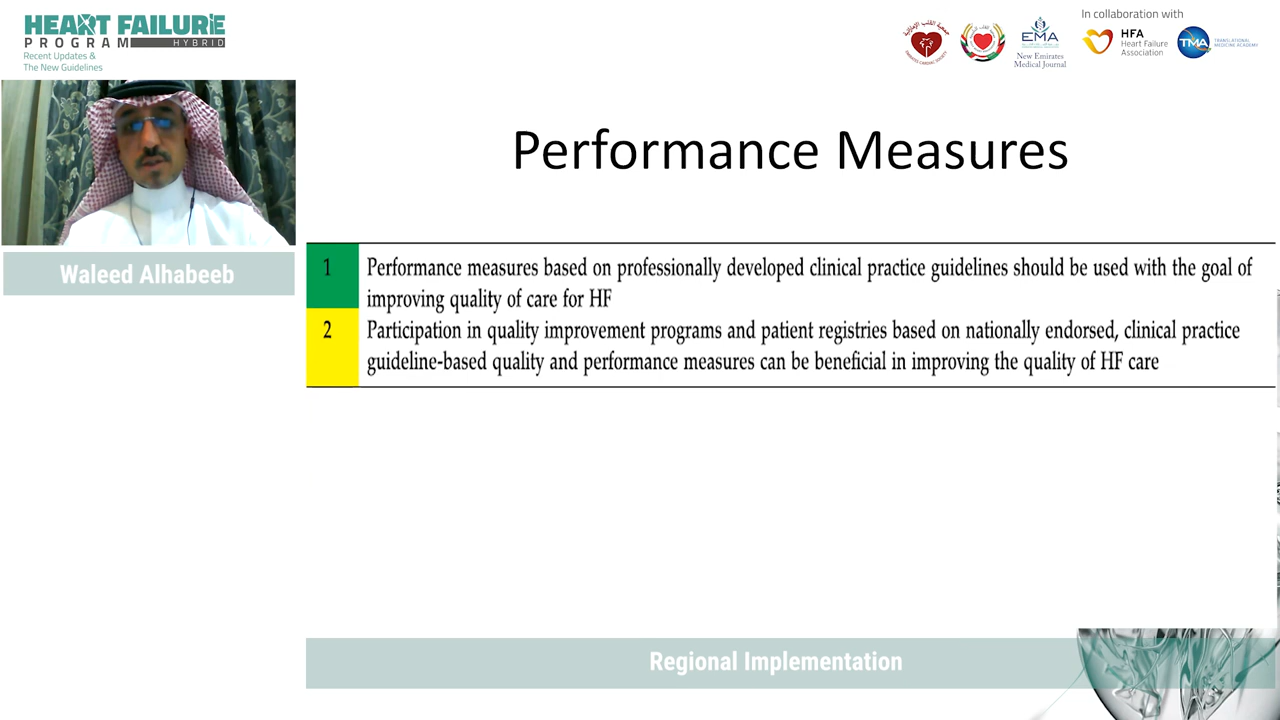 HEART FAILURE
PROGRAM HYBRID
Recent Updates &
The New Guidelines
In collaboration with
HFA
Heart Failure
Association
EMA
New Emirates
Medical Journal
TMA
TRANSLATIONAL
MEDICINE ACADEMY
Waleed Alhabeeb
Performance Measures
1 Performance measures based on professionally developed clinical practice guidelines should be used with the goal of
improving quality of care for HF
2 Participation in quality improvement programs and patient registries based on nationally endorsed, clinical practice
guideline-based quality and performance measures can be beneficial in improving the quality of HF care
Regional Implementation